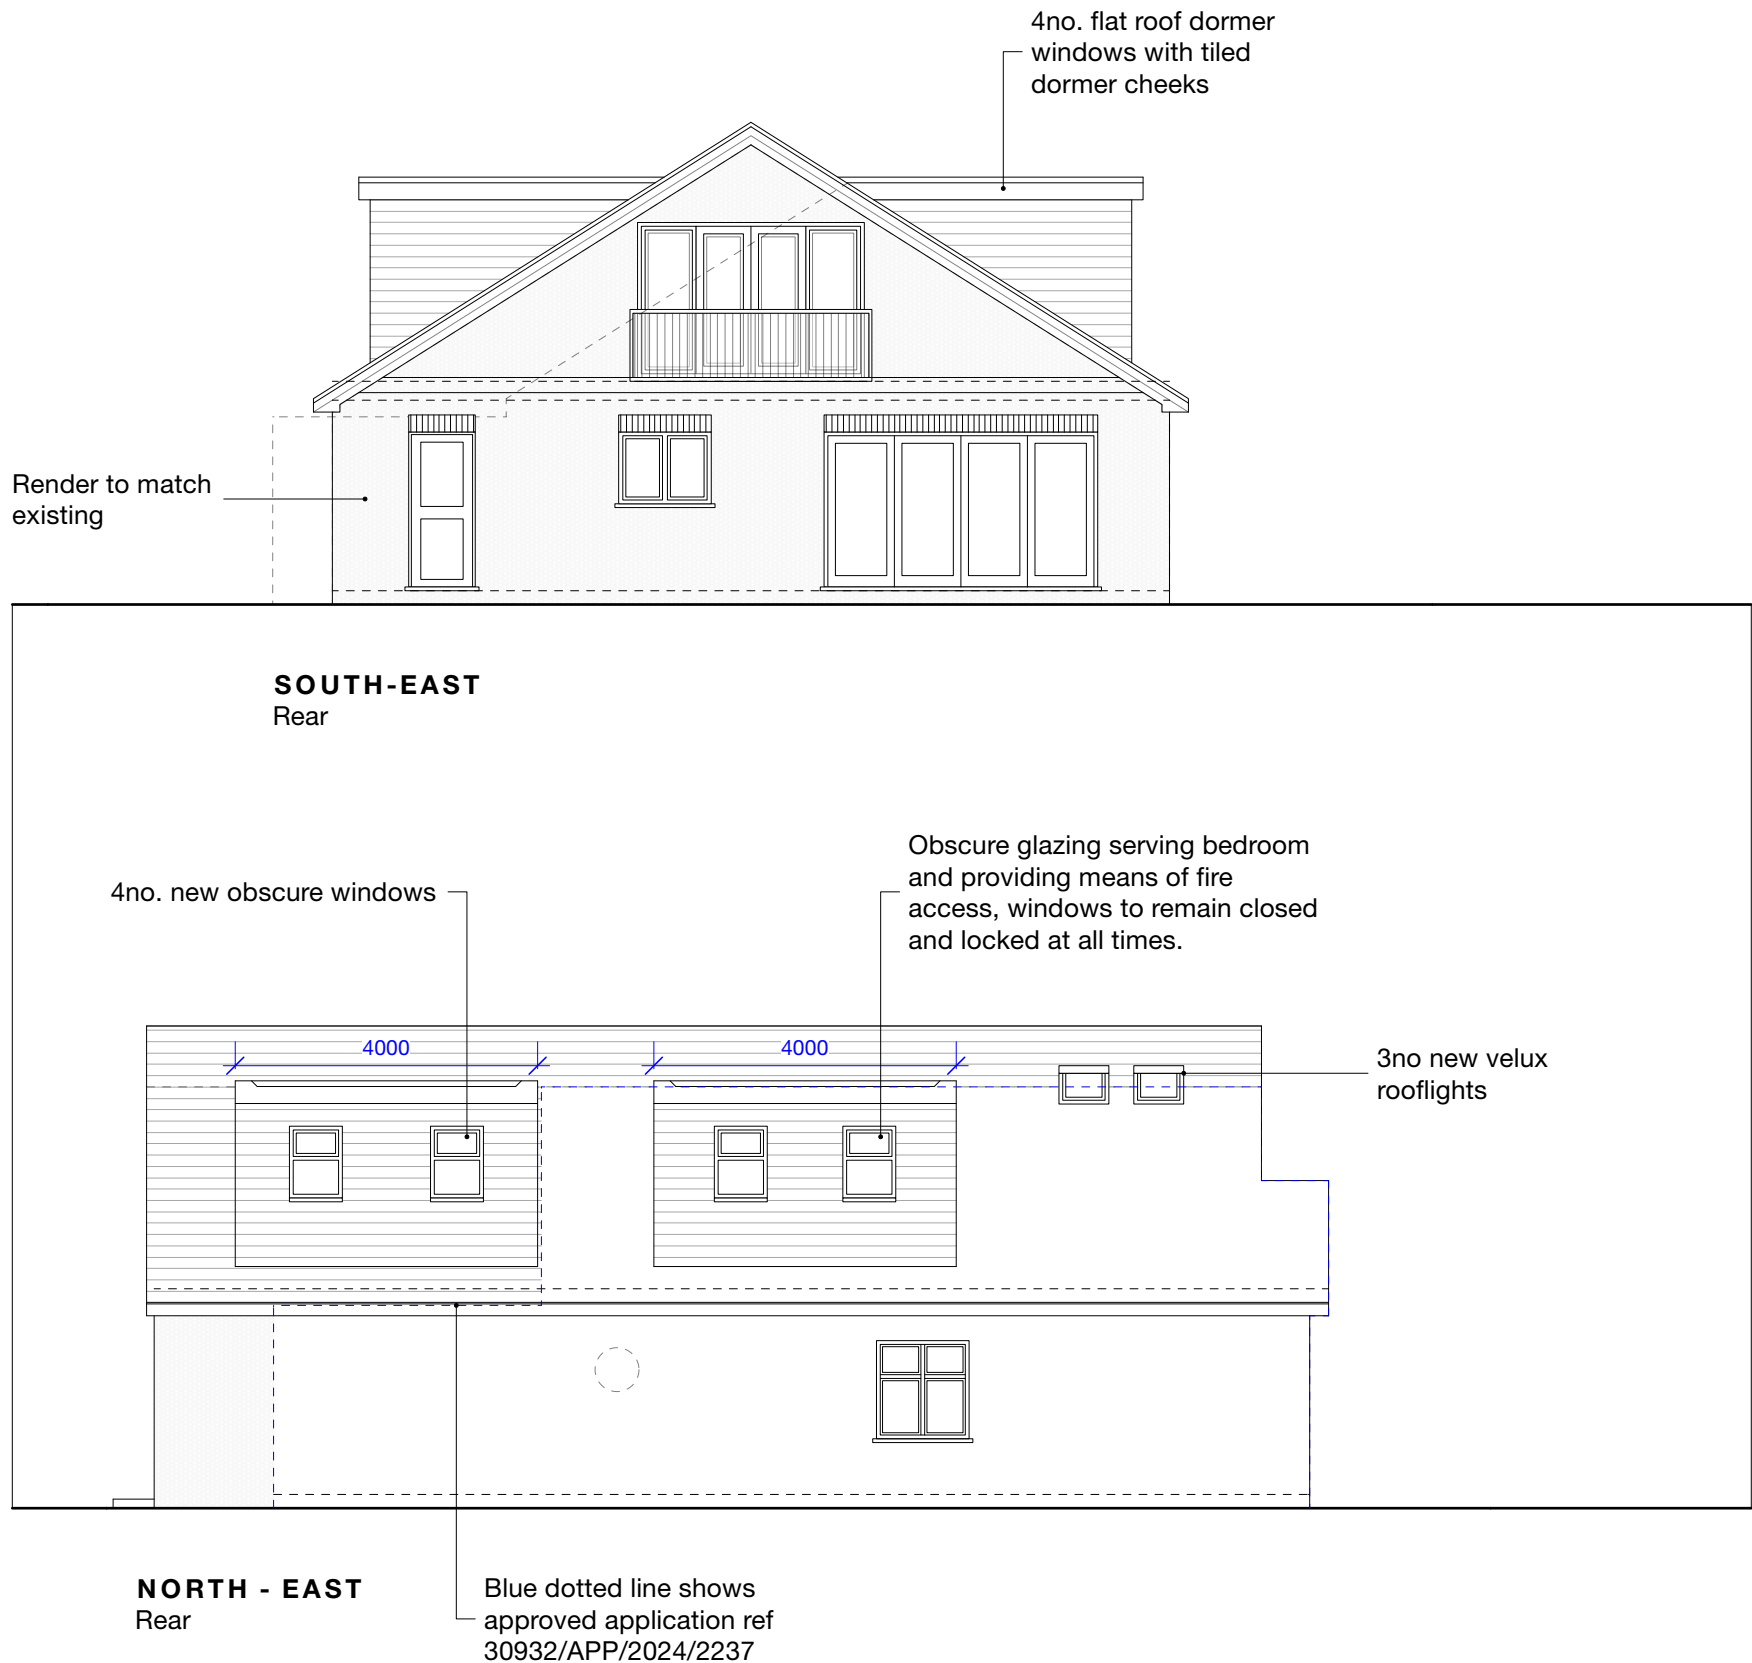 4no. flat roof dormer
windows with tiled
dormer cheeks
Render to match
existing
SOUTH-EAST
Rear
Obscure glazing serving bedroom
and providing means of fire
access, windows to remain closed
and locked at all times.
4no. new obscure windows
4000
4000
3no new velux
rooflights
NORTH - EAST
Rear
Blue dotted line shows
approved application ref
30932/APP/2024/2237